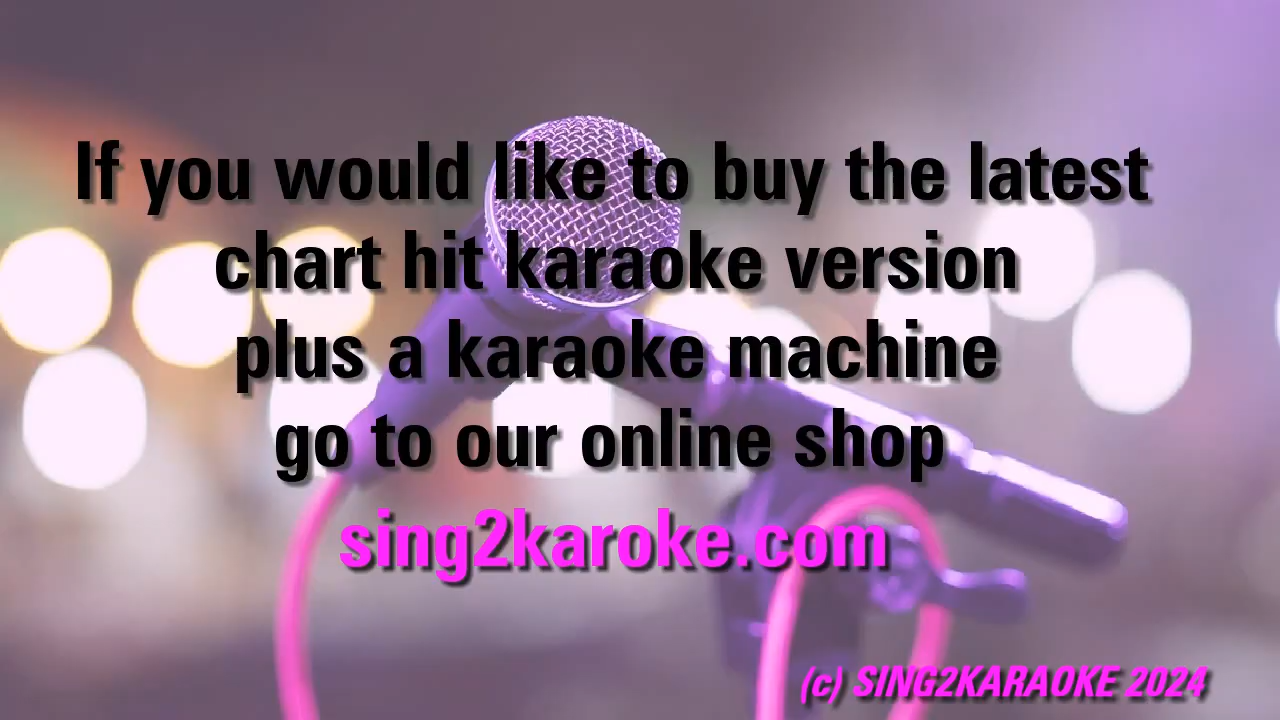 If you would like to buy the latest
chart hit karaoke version
plus a karaoke machine
go to our online shop
sing2karoke.com
(c) SING2KARAOKE 2024